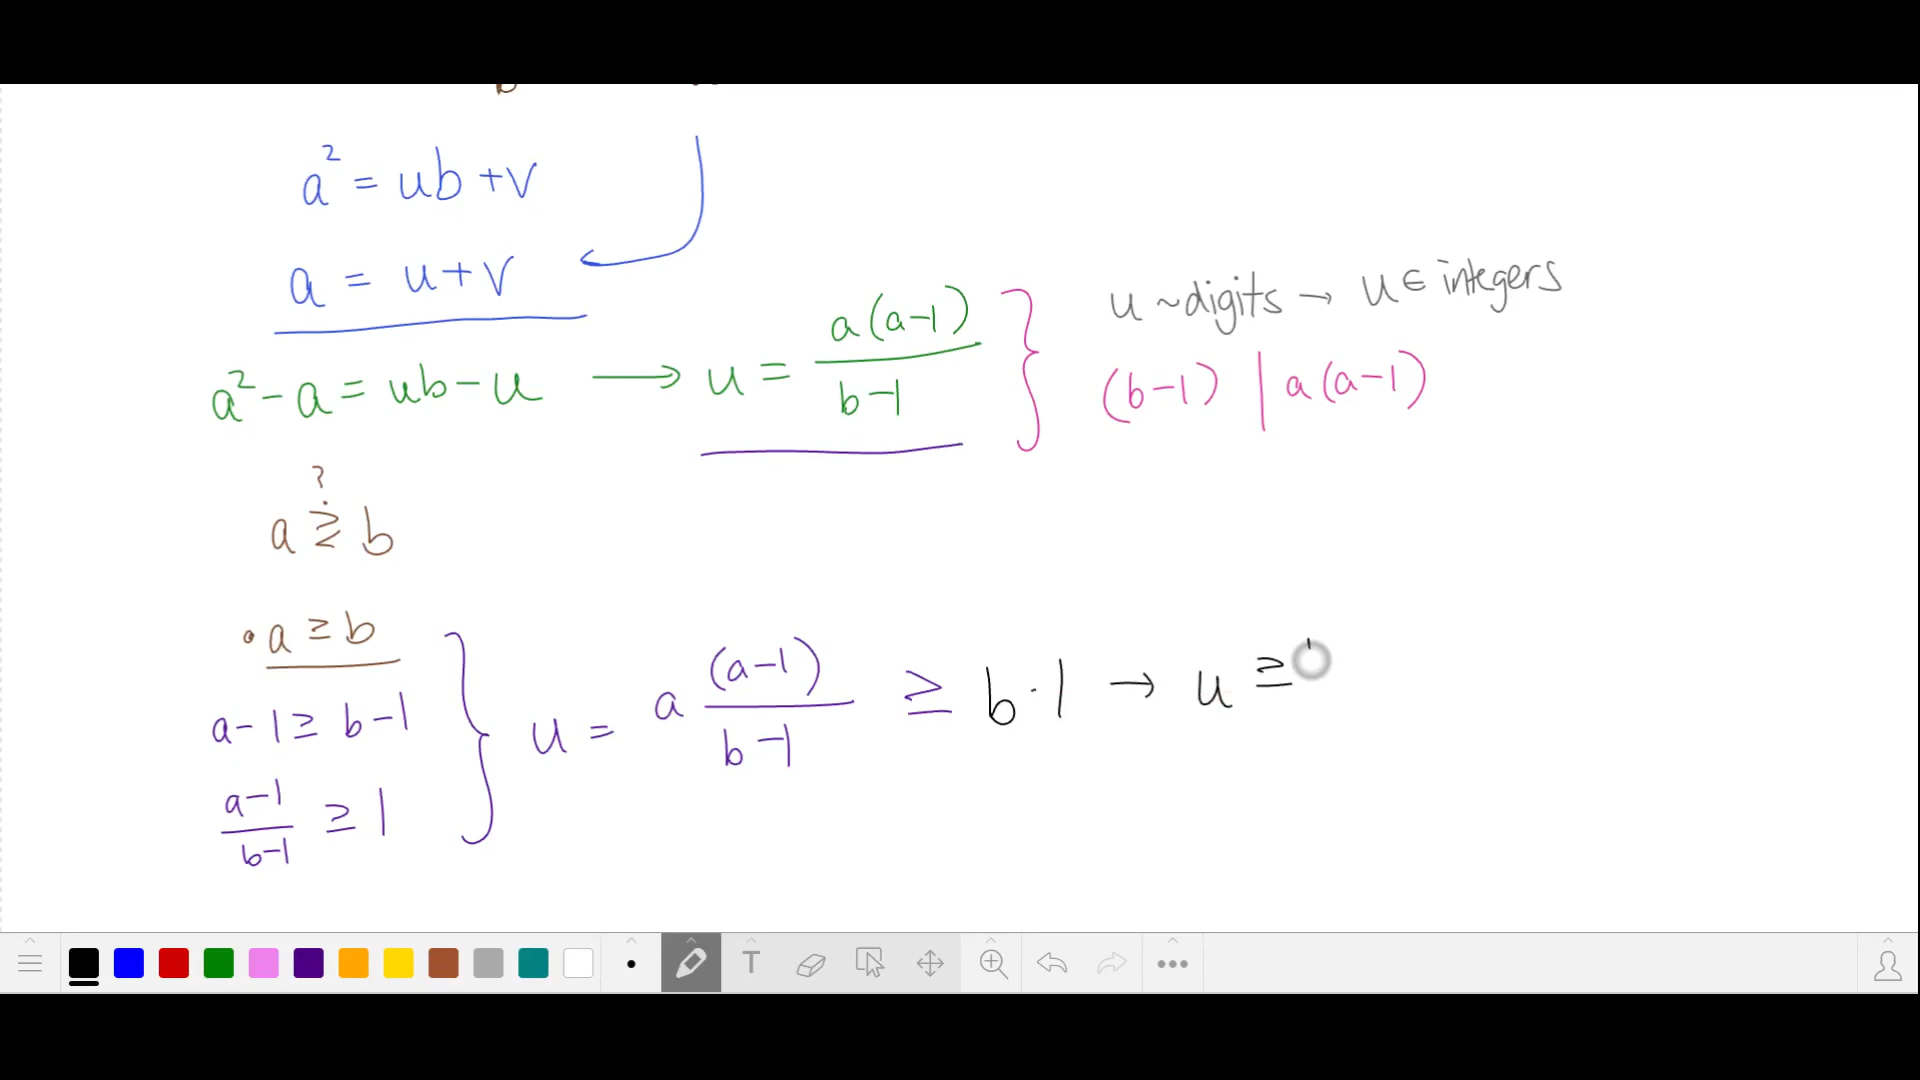 a² = ub + v
a = u + v
a² - a = ub - u → u = a(a-1) / b-1
u ~ digits → u ∈ integers
(b-1) | a(a-1)
?
a ≥ b
• a ≥ b
a - 1 ≥ b - 1
a-1 / b-1 ≥ 1
u = a (a-1) / b-1 ≥ b · 1 → u ≥
T